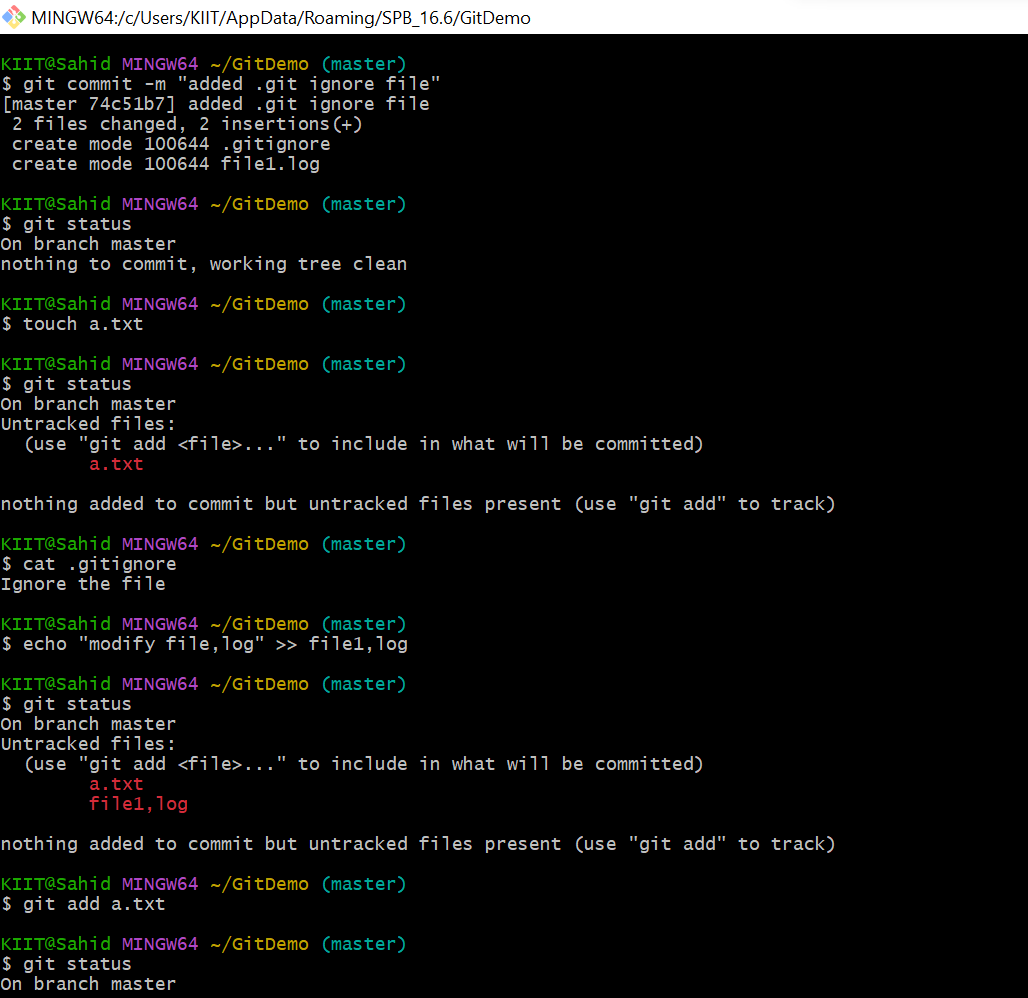 MINGW64:/c/Users/KIIT/AppData/Roaming/SPB_16.6/GitDemo
KIIT@Sahid MINGW64 ~/GitDemo (master)
$ git commit -m "added .git ignore file"
[master 74c51b7] added .git ignore file
 2 files changed, 2 insertions(+)
 create mode 100644 .gitignore
 create mode 100644 file1.log
KIIT@Sahid MINGW64 ~/GitDemo (master)
$ git status
On branch master
nothing to commit, working tree clean
KIIT@Sahid MINGW64 ~/GitDemo (master)
$ touch a.txt
KIIT@Sahid MINGW64 ~/GitDemo (master)
$ git status
On branch master
Untracked files:
  (use "git add <file>..." to include in what will be committed)
        a.txt
nothing added to commit but untracked files present (use "git add" to track)
KIIT@Sahid MINGW64 ~/GitDemo (master)
$ cat .gitignore
Ignore the file
KIIT@Sahid MINGW64 ~/GitDemo (master)
$ echo "modify file,log" >> file1,log
KIIT@Sahid MINGW64 ~/GitDemo (master)
$ git status
On branch master
Untracked files:
  (use "git add <file>..." to include in what will be committed)
        a.txt
        file1,log
nothing added to commit but untracked files present (use "git add" to track)
KIIT@Sahid MINGW64 ~/GitDemo (master)
$ git add a.txt
KIIT@Sahid MINGW64 ~/GitDemo (master)
$ git status
On branch master